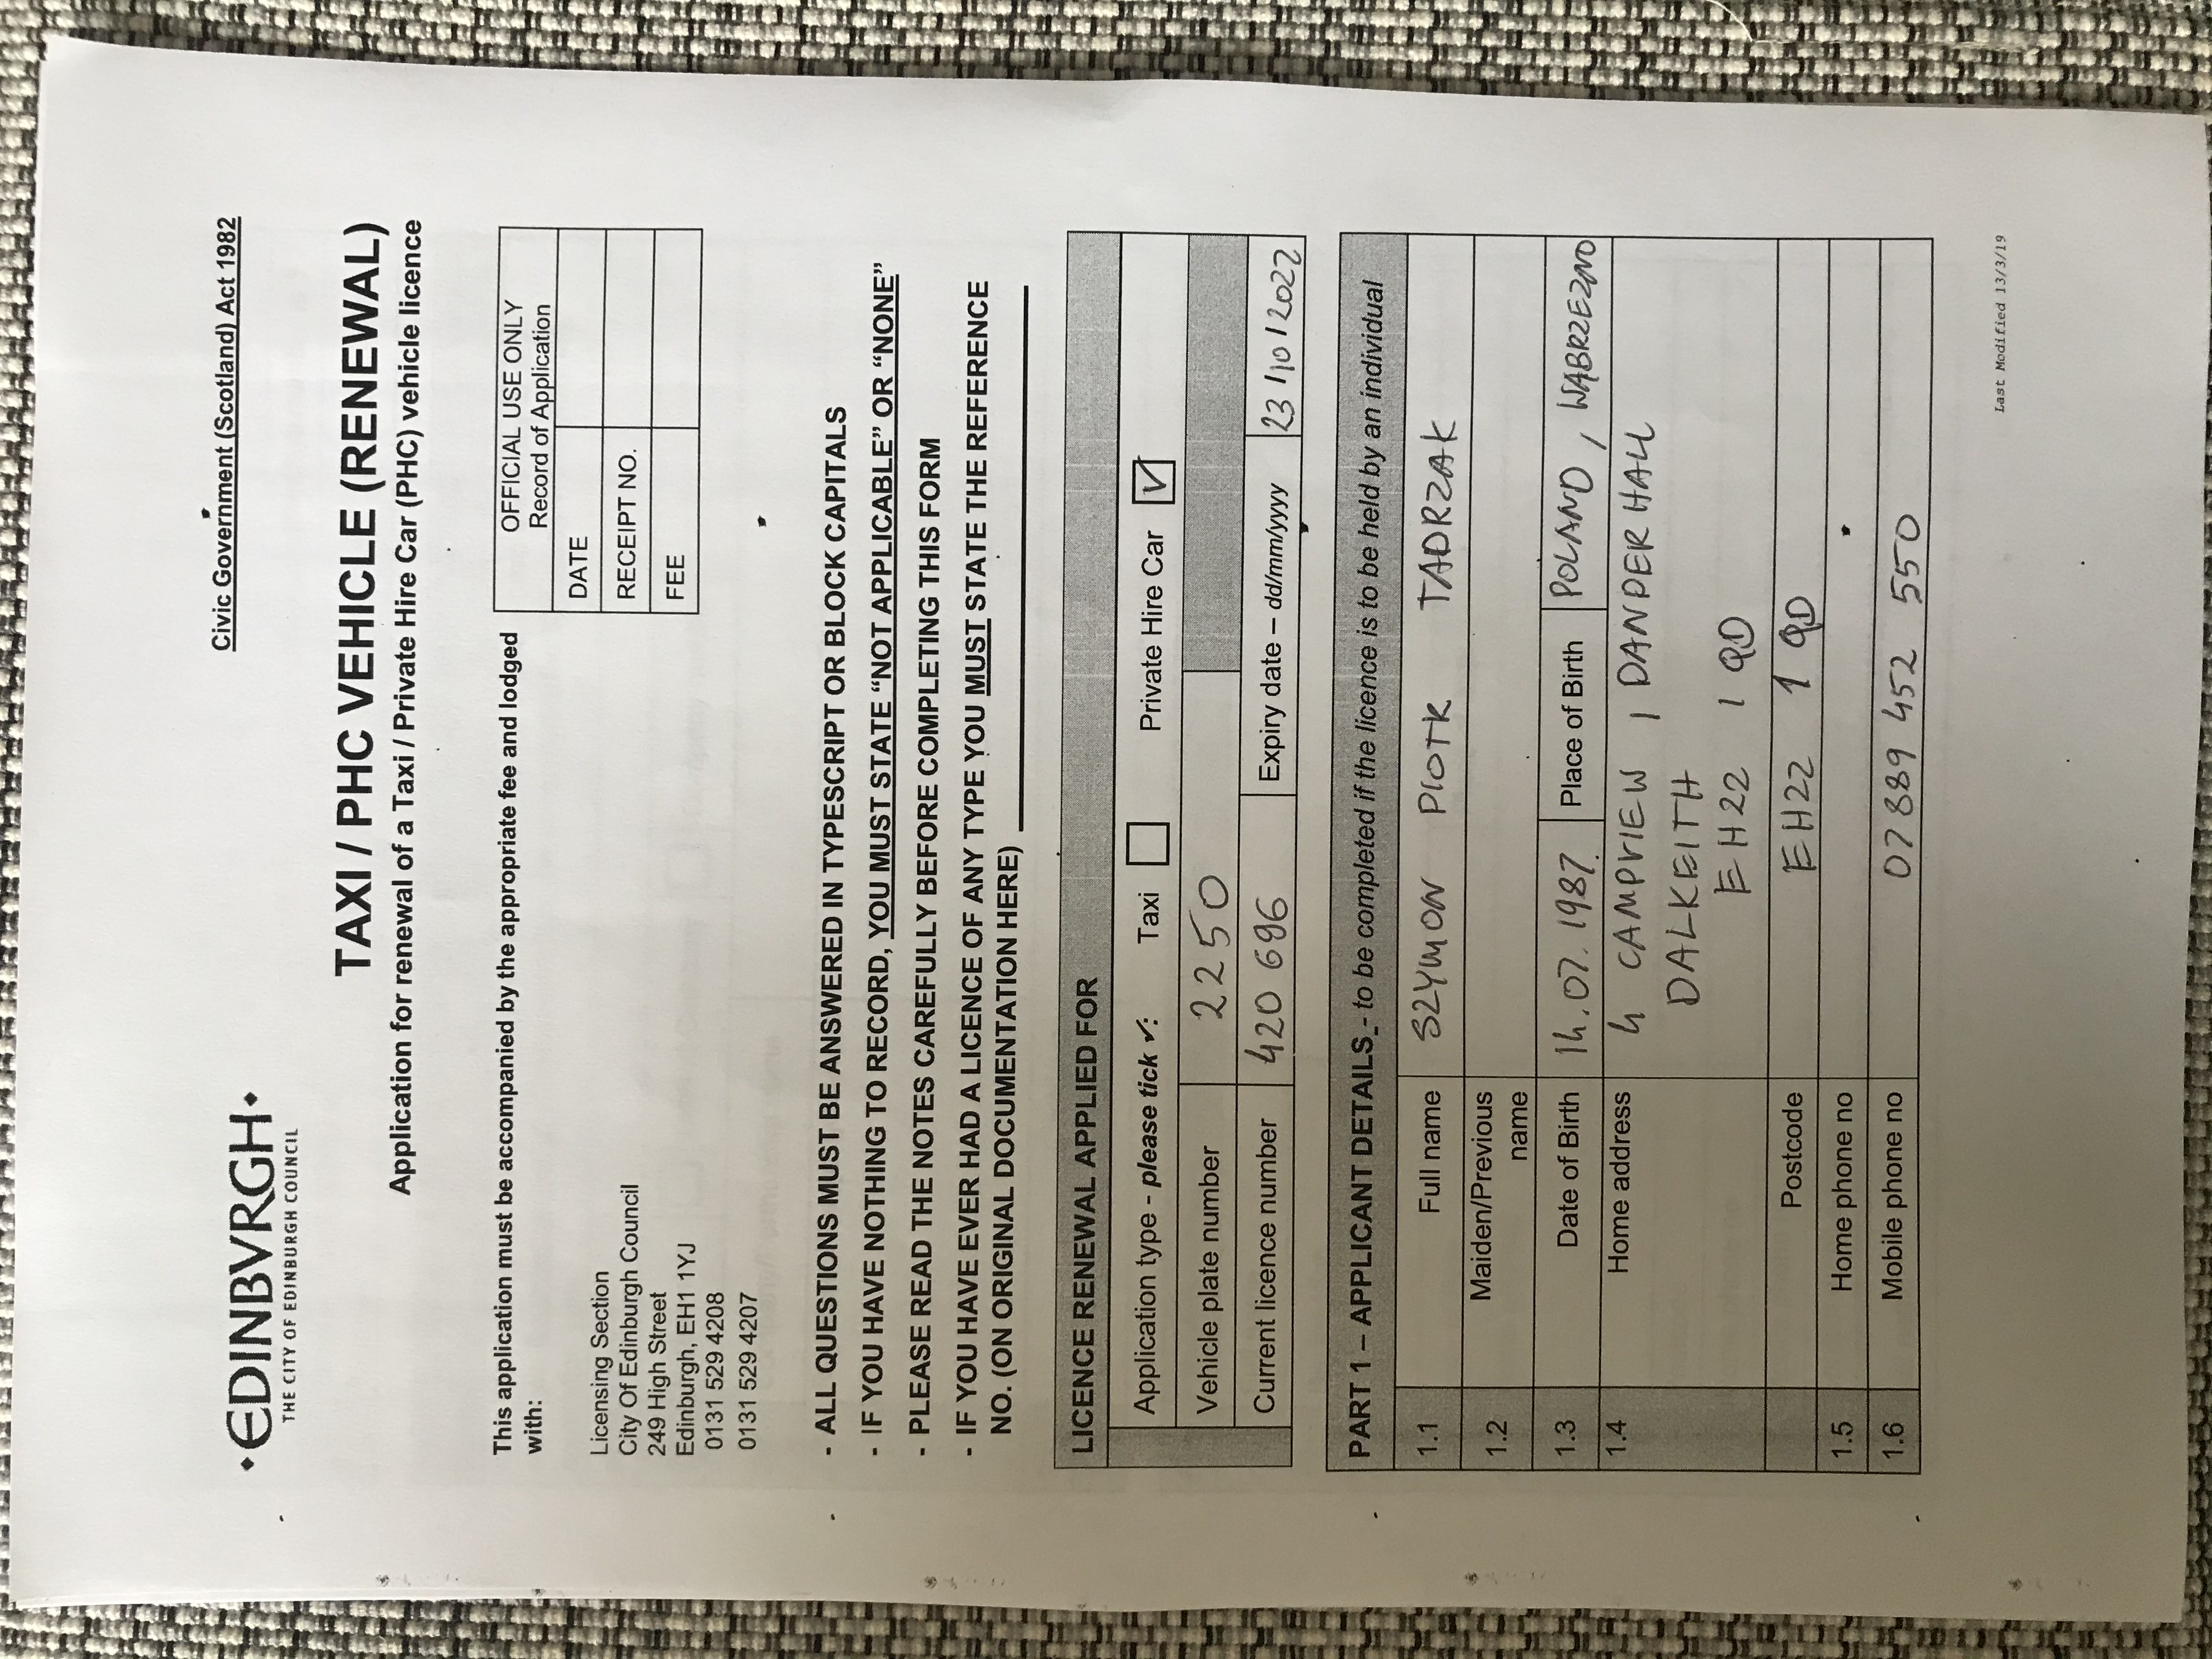 Civic Government (Scotland) Act 1982
·EDINBVRGH·
THE CITY OF EDINBURGH COUNCIL
TAXI / PHC VEHICLE (RENEWAL)
Application for renewal of a Taxi / Private Hire Car (PHC) vehicle licence
This application must be accompanied by the appropriate fee and lodged
with:
Licensing Section
City Of Edinburgh Council
249 High Street
Edinburgh, EH1 1YJ
0131 529 4208
0131 529 4207
OFFICIAL USE ONLY
Record of Application
DATE
RECEIPT NO.
FEE
- ALL QUESTIONS MUST BE ANSWERED IN TYPESCRIPT OR BLOCK CAPITALS
- IF YOU HAVE NOTHING TO RECORD, YOU MUST STATE “NOT APPLICABLE” OR “NONE”
- PLEASE READ THE NOTES CAREFULLY BEFORE COMPLETING THIS FORM
- IF YOU HAVE EVER HAD A LICENCE OF ANY TYPE YOU MUST STATE THE REFERENCE
NO. (ON ORIGINAL DOCUMENTATION HERE)
LICENCE RENEWAL APPLIED FOR
Application type - please tick ✓: Taxi Private Hire Car ✓
Vehicle plate number 2250
Current licence number 420 696 Expiry date – dd/mm/yyyy 23/10/2022
PART 1 – APPLICANT DETAILS - to be completed if the licence is to be held by an individual
1.1 Full name SZYMON PIOTR TADRZAK
1.2 Maiden/Previous
name
1.3 Date of Birth 14.07.1987. Place of Birth POLAND, WĄBRZEZNO
1.4 Home address 4 CAMPVIEW, DANDERHALL
DALKEITH
EH22 1QD
Postcode EH22 1QD
1.5 Home phone no
1.6 Mobile phone no 07889 452 550
Last Modified 13/3/19